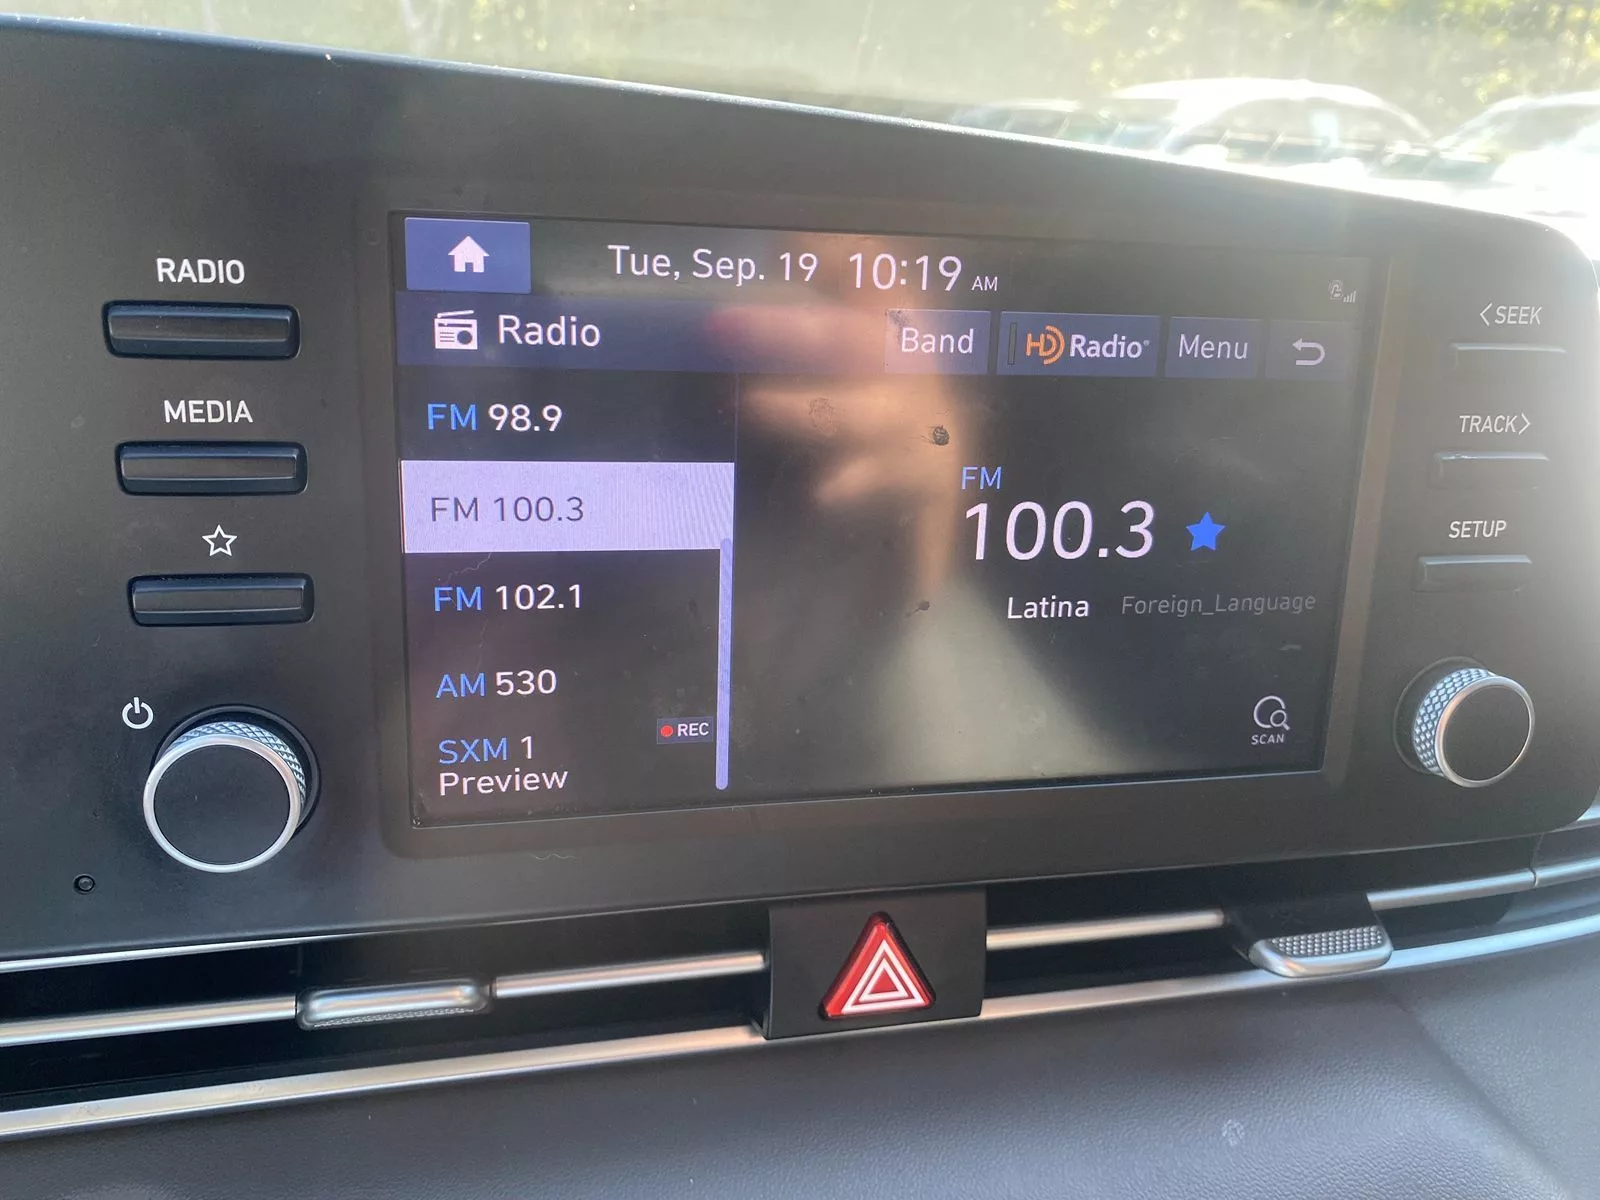 RADIO
MEDIA
Tue, Sep. 19 10:19 AM
Radio
Band
HD Radio®
Menu
FM 98.9
FM 100.3
FM 102.1
AM 530
SXM 1
Preview
REC
FM
100.3
Latina Foreign_Language
SCAN
<SEEK
TRACK>
SETUP